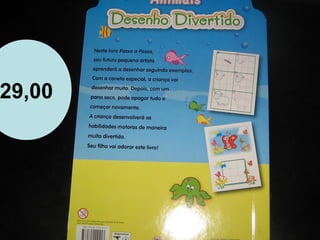 Animais
Desenho Divertido
29,00
Neste livro Passo a Passo,
seu futuro pequeno artista
aprenderá a desenhar seguindo exemplos.
Com a caneta especial, a criança vai
desenhar muito. Depois, com um
pano seco, pode apagar tudo e
começar novamente.
A criança desenvolverá as
habilidades motoras de maneira
muito divertida.
Seu filho vai adorar este livro!